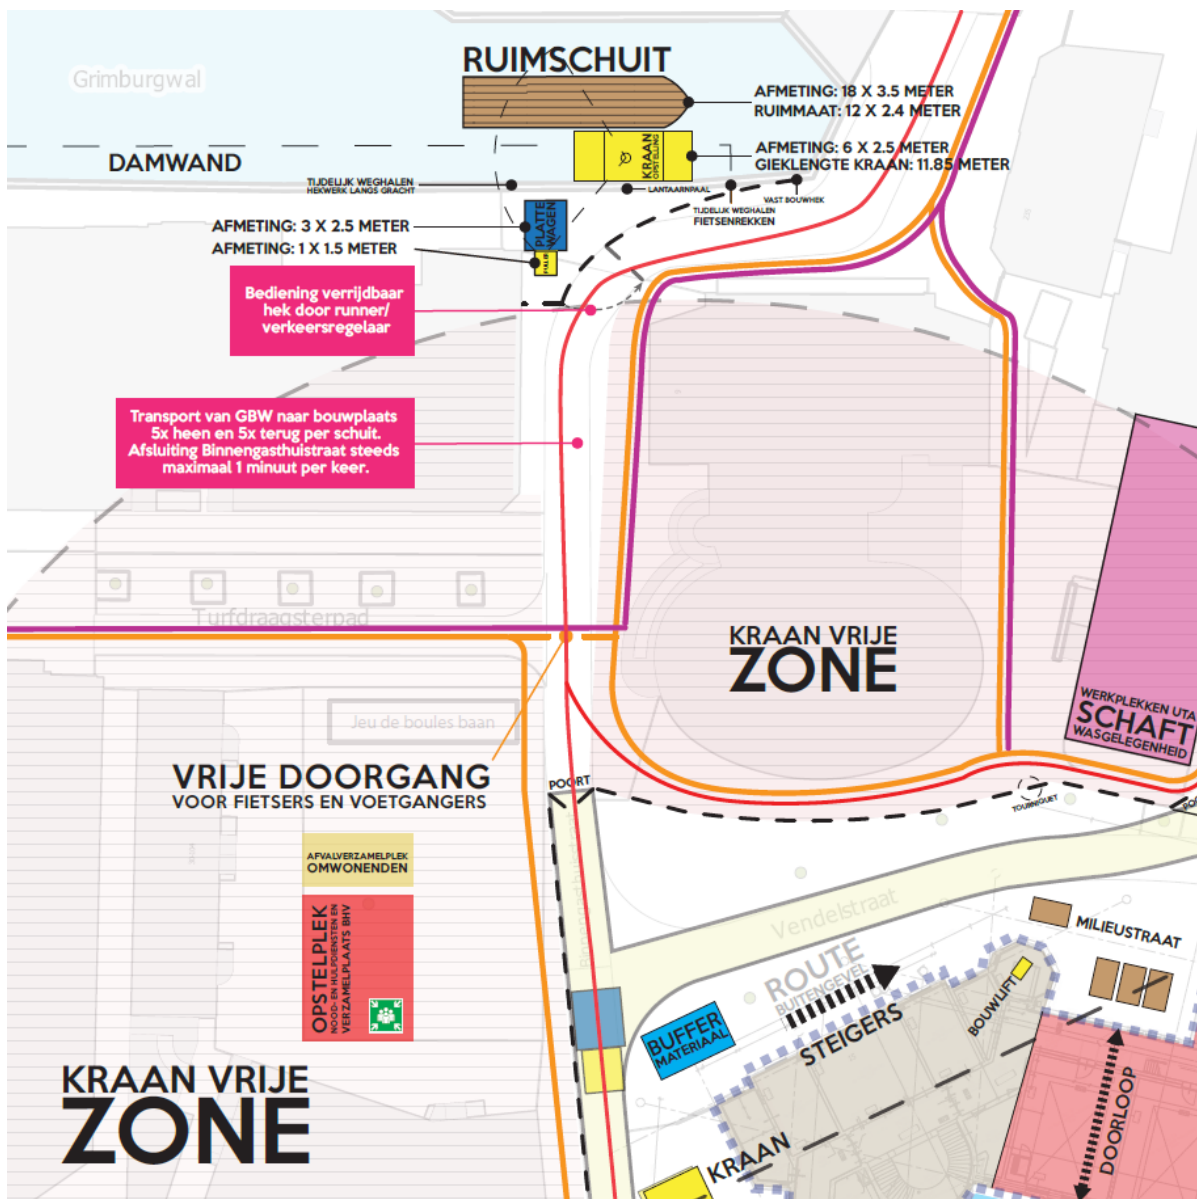 Grimburgwal
RUIMSCHUIT
AFMETING: 18 X 3.5 METER
RUIMMAAT: 12 X 2.4 METER
DAMWAND
KRAAN
OPSTELLING
AFMETING: 6 X 2.5 METER
GIEKLENGTE KRAAN: 11.85 METER
TIJDELIJK WEGHALEN
HEKWERK LANGS GRACHT
LANTAARNPAAL
VAST BOUWHEK
TIJDELIJK WEGHALEN
FIETSENREKKEN
AFMETING: 3 X 2.5 METER
AFMETING: 1 X 1.5 METER
PLATTE
WAGEN
Bediening verrijdbaar
hek door runner/
verkeersregelaar
Transport van GBW naar bouwplaats
5x heen en 5x terug per schuit.
Afsluiting Binnengasthuistraat steeds
maximaal 1 minuut per keer.
Turfdraagsterpad
KRAAN VRIJE
ZONE
WERKPLEKKEN UTA
SCHAFT
WASGELEGENHEID
Jeu de boules baan
VRIJE DOORGANG
VOOR FIETSERS EN VOETGANGERS
POORT
TOURNIQUET
AFVALVERZAMELPLEK
OMWONENDEN
OPSTELPLEK
NOOD- EN HULPDIENSTEN EN
VERZAMELPLAATS BHV
Binnengasthuisstraat
Vendelstraat
MILIEUSTRAAT
ROUTE
BUITENGEVEL
STEIGERS
BOUWLIFT
BUFFER
MATERIAAL
DOORLOOP
KRAAN VRIJE
ZONE
KRAAN